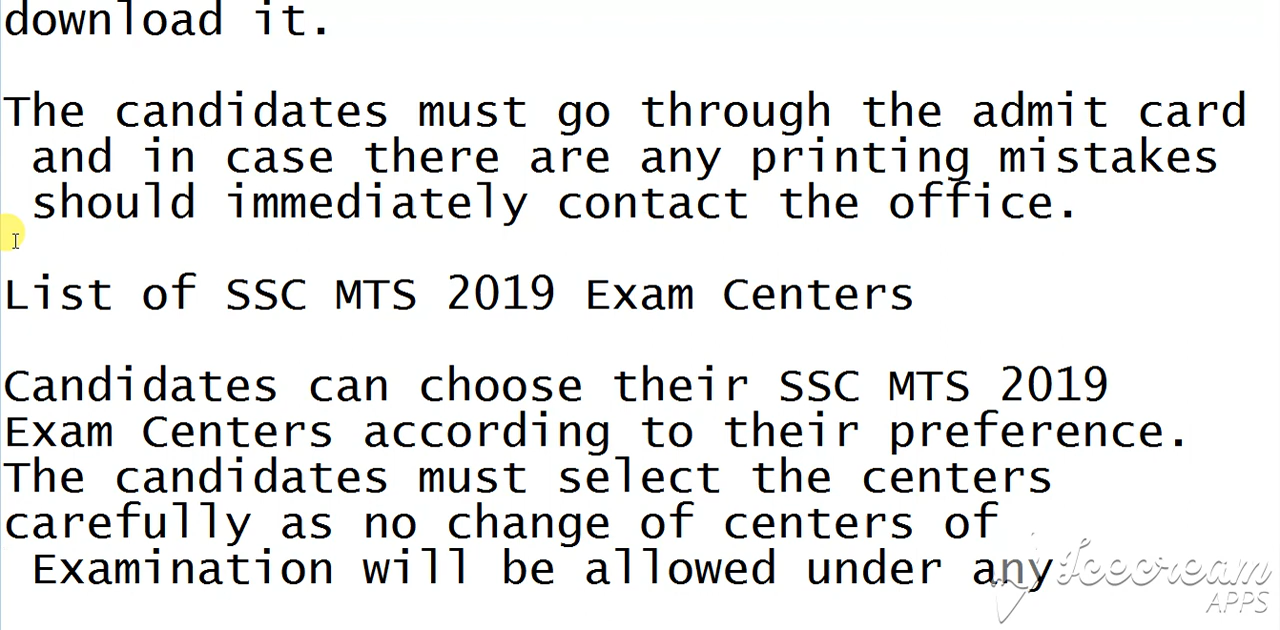 download it.
The candidates must go through the admit card
and in case there are any printing mistakes
should immediately contact the office.
List of SSC MTS 2019 Exam Centers
Candidates can choose their SSC MTS 2019
Exam Centers according to their preference.
The candidates must select the centers
carefully as no change of centers of
Examination will be allowed under any
Icecream
APPS